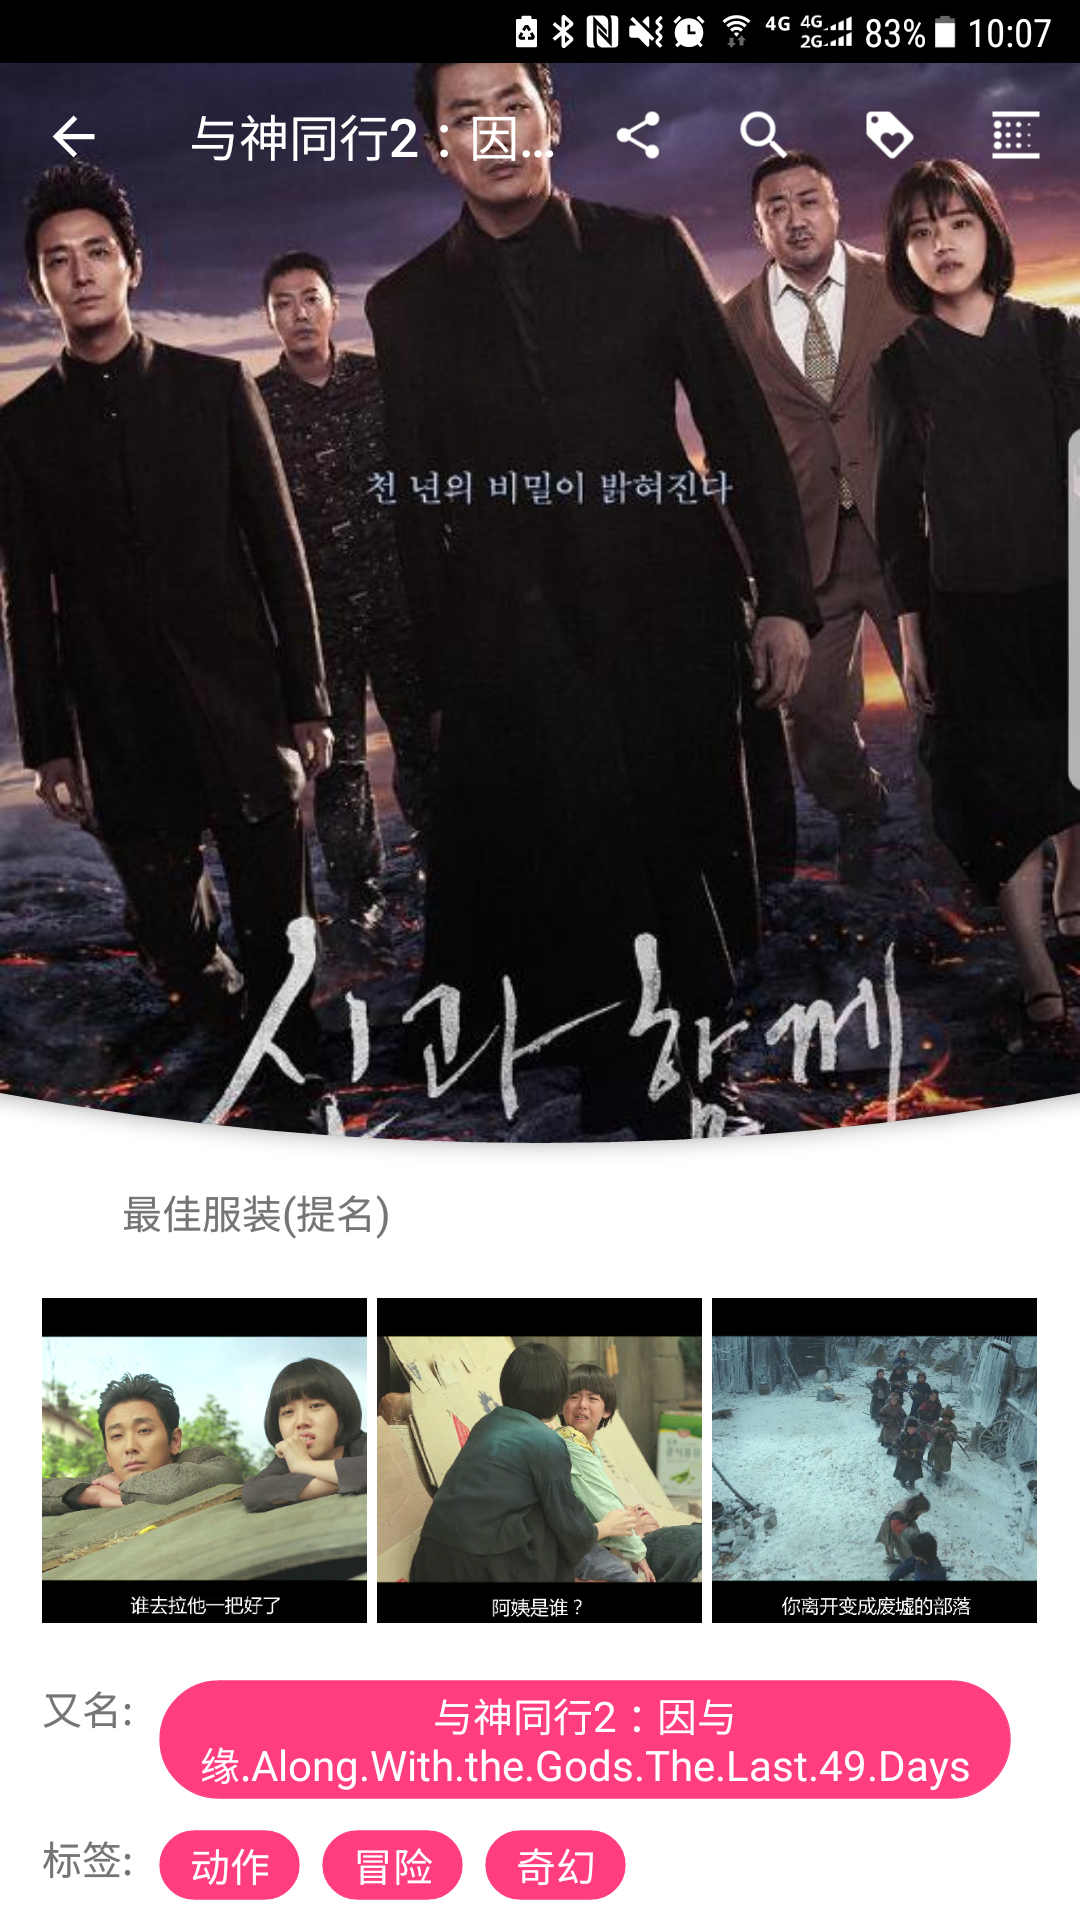 4G 4G 2G 83% 10:07
与神同行2：因…
천 년의 비밀이 밝혀진다
신과함께
最佳服装(提名)
谁去拉他一把好了
阿姨是谁？
你离开变成废墟的部落
又名:
与神同行2：因与
缘.Along.With.the.Gods.The.Last.49.Days
标签:
动作 冒险 奇幻